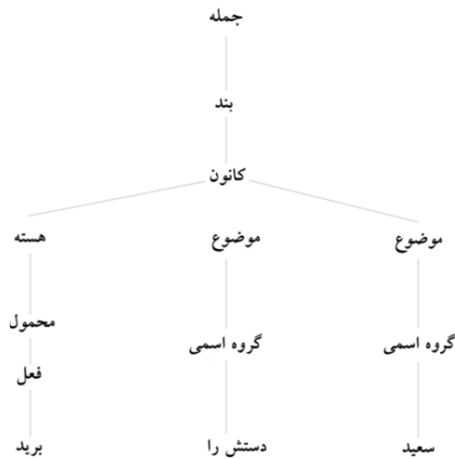 جمله
بند
کانون
موضوع موضوع هسته
محمول
گروه اسمی گروه اسمی
فعل
سعید دستش را برید